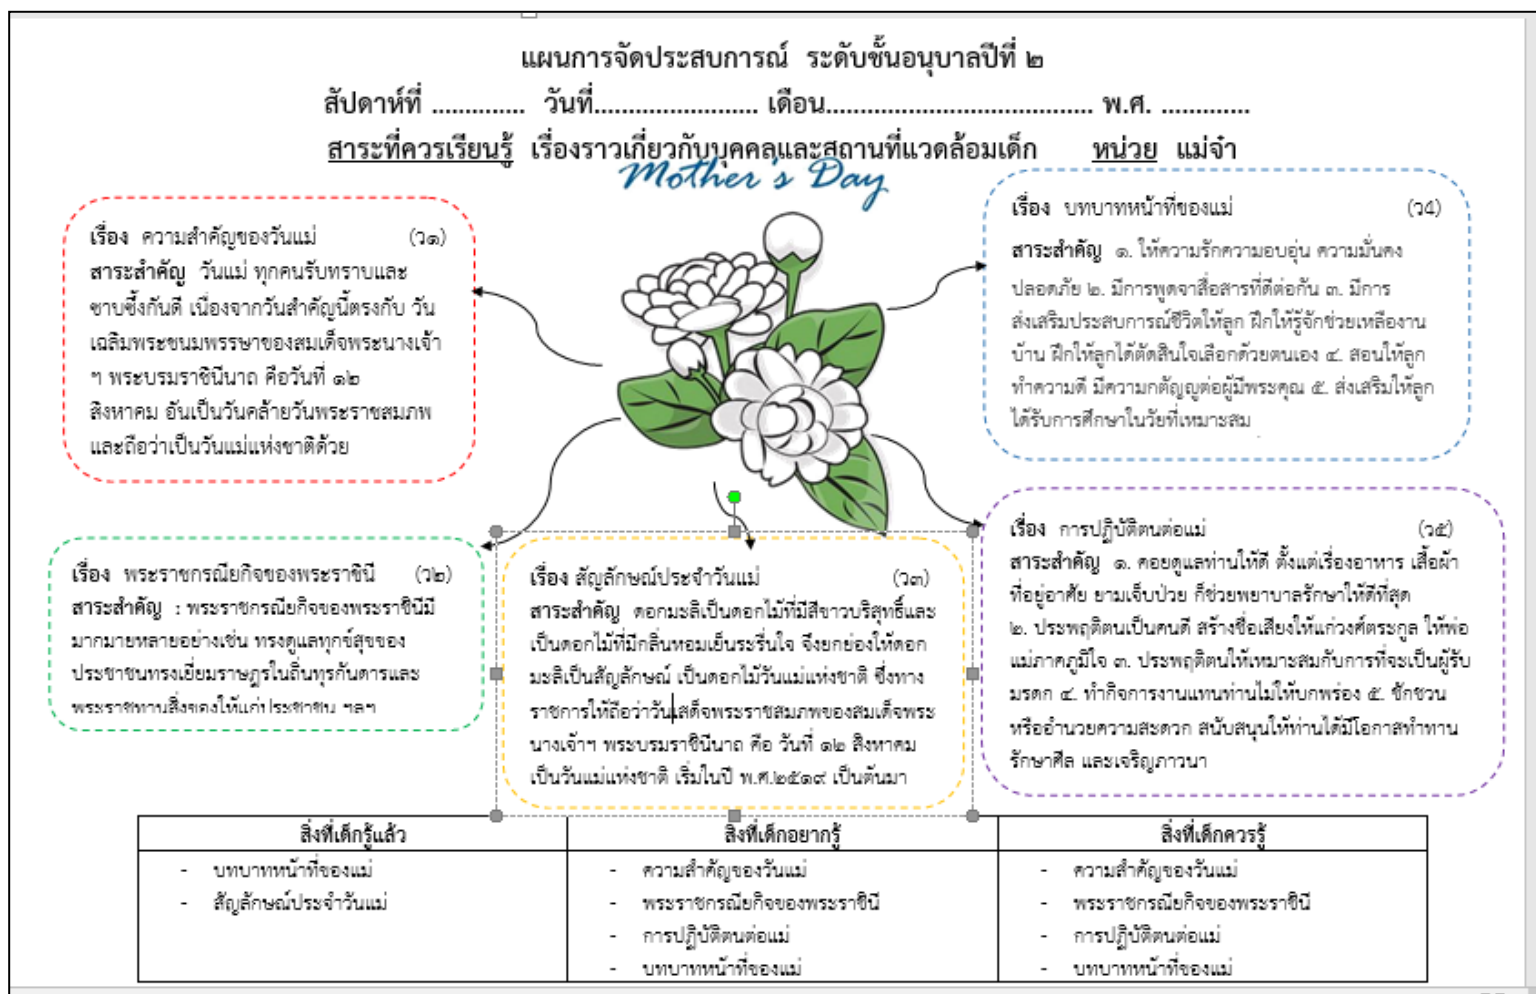 แผนการจัดประสบการณ์  ระดับชั้นอนุบาลปีที่ ๒
สัปดาห์ที่ .............. วันที่........................ เดือน....................................... พ.ศ. .............
สาระที่ควรเรียนรู้  เรื่องราวเกี่ยวกับบุคคลและสถานที่แวดล้อมเด็ก  หน่วย  แม่จ๋า
Mother's Day
เรื่อง  ความสำคัญของวันแม่  (ว๑)
สาระสำคัญ  วันแม่ ทุกคนรับทราบและ
ซาบซึ้งกันดี เนื่องจากวันสำคัญนี้ตรงกับ วัน
เฉลิมพระชนมพรรษาของสมเด็จพระนางเจ้า
ฯ พระบรมราชินีนาถ คือวันที่ ๑๒
สิงหาคม อันเป็นวันคล้ายวันพระราชสมภพ
และถือว่าเป็นวันแม่แห่งชาติด้วย
เรื่อง  พระราชกรณียกิจของพระราชินี  (ว๒)
สาระสำคัญ  : พระราชกรณียกิจของพระราชินีมี
มากมายหลายอย่างเช่น ทรงดูแลทุกข์สุขของ
ประชาชนทรงเยี่ยมราษฎรในถิ่นทุรกันดารและ
พระราชทานสิ่งของให้แก่ประชาชน ฯลฯ
เรื่อง สัญลักษณ์ประจำวันแม่  (ว๓)
สาระสำคัญ  ดอกมะลิเป็นดอกไม้ที่มีสีขาวบริสุทธิ์และ
เป็นดอกไม้ที่มีกลิ่นหอมเย็นระรื่นใจ จึงยกย่องให้ดอก
มะลิเป็นสัญลักษณ์ เป็นดอกไม้วันแม่แห่งชาติ ซึ่งทาง
ราชการให้ถือว่าวันเสด็จพระราชสมภพของสมเด็จพระ
นางเจ้าฯ พระบรมราชินีนาถ คือ วันที่ ๑๒ สิงหาคม
เป็นวันแม่แห่งชาติ เริ่มในปี พ.ศ.๒๕๑๙ เป็นต้นมา
เรื่อง  บทบาทหน้าที่ของแม่  (ว๔)
สาระสำคัญ  ๑. ให้ความรักความอบอุ่น ความมั่นคง
ปลอดภัย ๒. มีการพูดจาสื่อสารที่ดีต่อกัน ๓. มีการ
ส่งเสริมประสบการณ์ชีวิตให้ลูก ฝึกให้รู้จักช่วยเหลืองาน
บ้าน ฝึกให้ลูกได้ตัดสินใจเลือกด้วยตนเอง ๔. สอนให้ลูก
ทำความดี มีความกตัญญูต่อผู้มีพระคุณ ๕. ส่งเสริมให้ลูก
ได้รับการศึกษาในวัยที่เหมาะสม
เรื่อง  การปฏิบัติตนต่อแม่  (ว๕)
สาระสำคัญ  ๑. คอยดูแลท่านให้ดี ตั้งแต่เรื่องอาหาร เสื้อผ้า
ที่อยู่อาศัย ยามเจ็บป่วย ก็ช่วยพยาบาลรักษาให้ดีที่สุด
๒. ประพฤติตนเป็นคนดี สร้างชื่อเสียงให้แก่วงศ์ตระกูล ให้พ่อ
แม่ภาคภูมิใจ ๓. ประพฤติตนให้เหมาะสมกับการที่จะเป็นผู้รับ
มรดก ๔. ทำกิจการงานแทนท่านไม่ให้บกพร่อง ๕. ชักชวน
หรืออำนวยความสะดวก สนับสนุนให้ท่านได้มีโอกาสทำทาน
รักษาศีล และเจริญภาวนา
สิ่งที่เด็กรู้แล้ว
- บทบาทหน้าที่ของแม่
- สัญลักษณ์ประจำวันแม่
สิ่งที่เด็กอยากรู้
- ความสำคัญของวันแม่
- พระราชกรณียกิจของพระราชินี
- การปฏิบัติตนต่อแม่
- บทบาทหน้าที่ของแม่
สิ่งที่เด็กควรรู้
- ความสำคัญของวันแม่
- พระราชกรณียกิจของพระราชินี
- การปฏิบัติตนต่อแม่
- บทบาทหน้าที่ของแม่